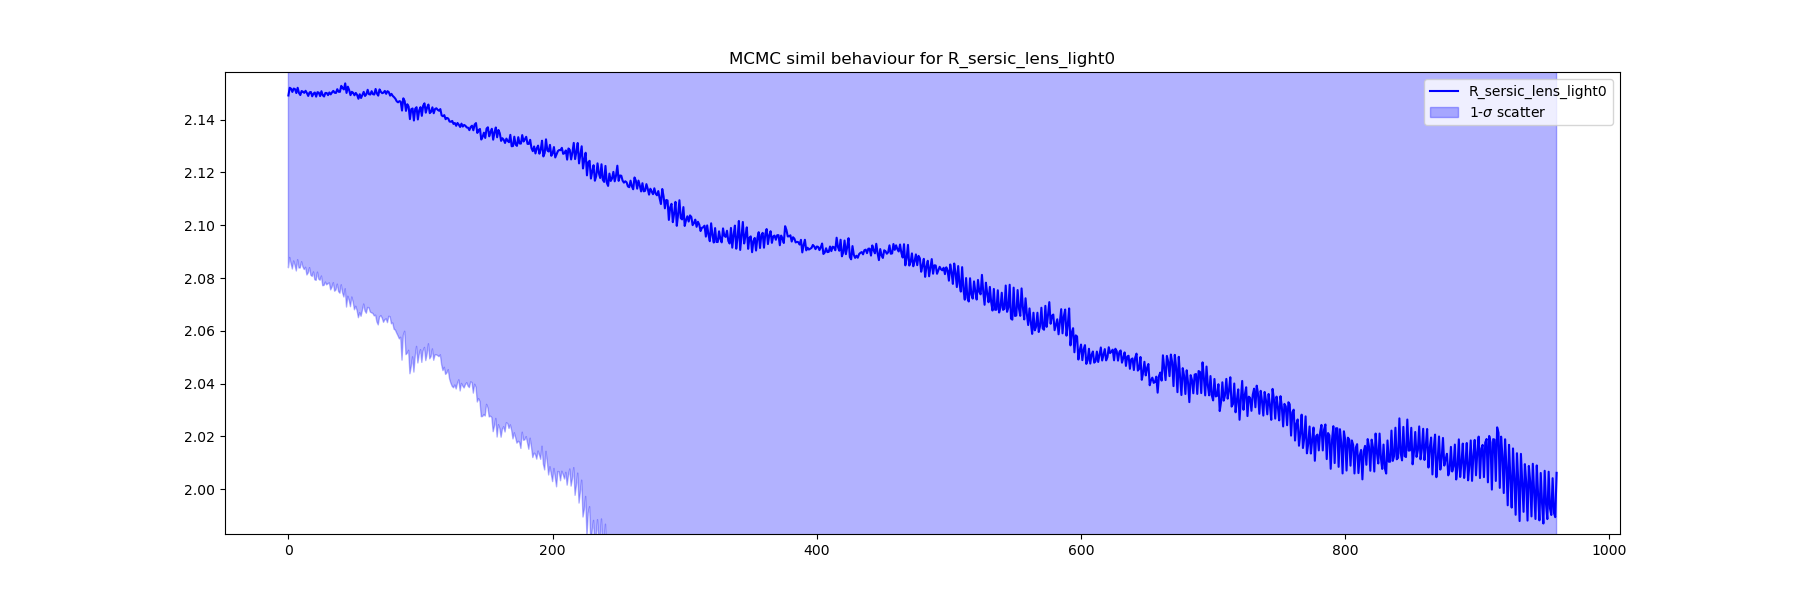 MCMC simil behaviour for R_sersic_lens_light0
R_sersic_lens_light0
1-σ scatter
2.14
2.12
2.10
2.08
2.06
2.04
2.02
2.00
0 200 400 600 800 1000